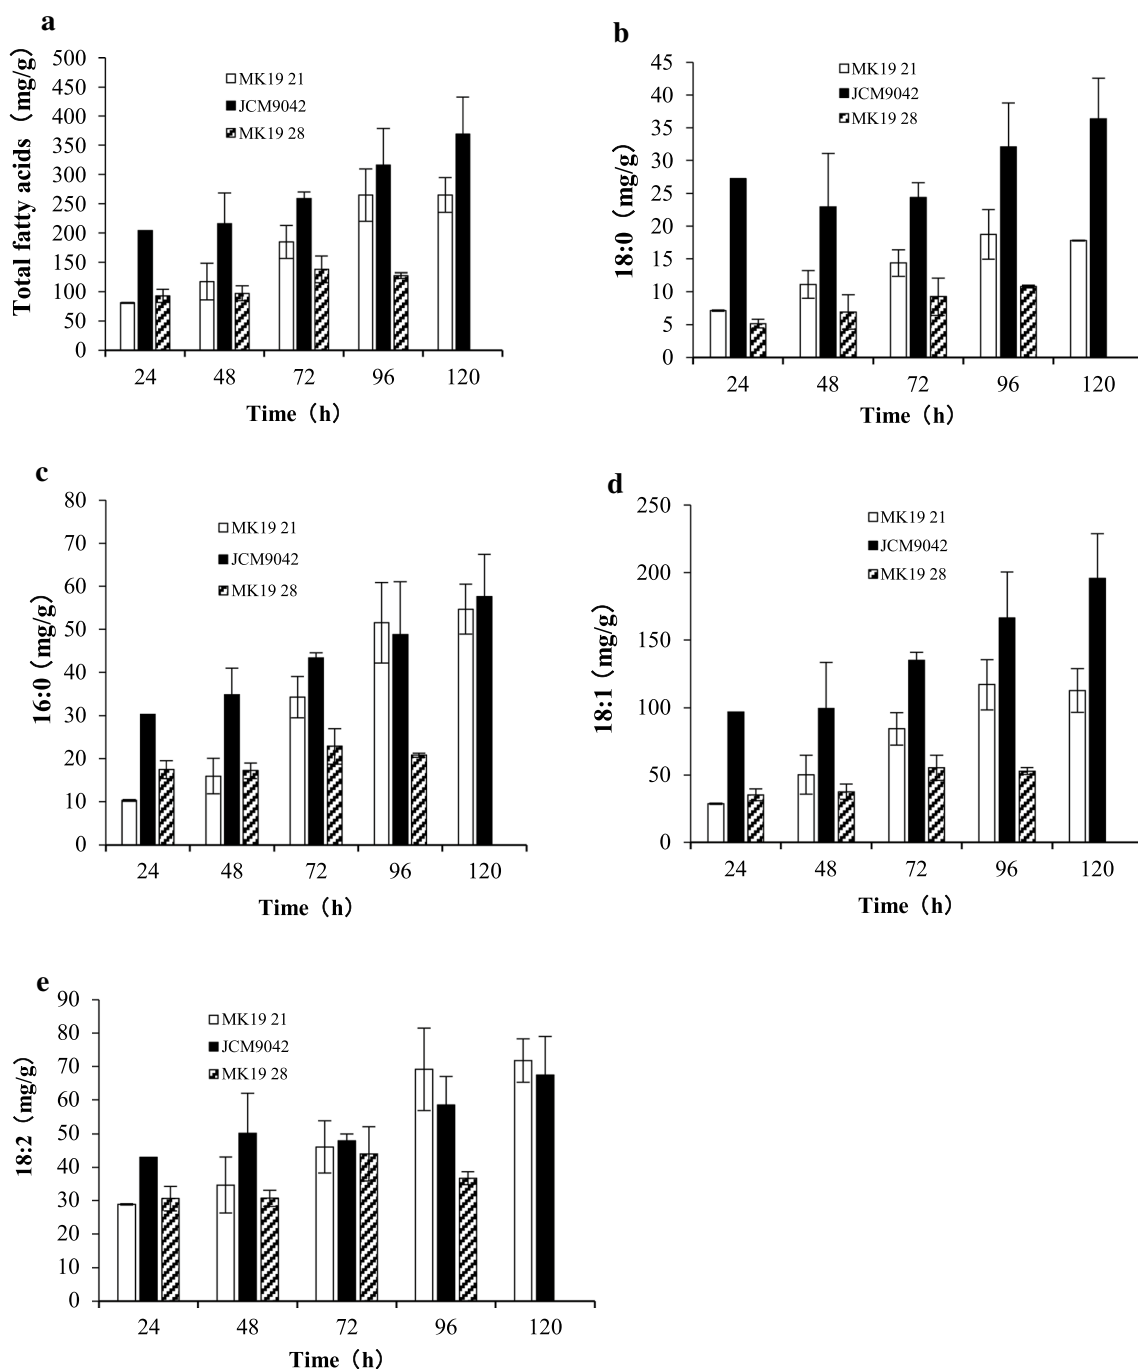 a
Total fatty acids（mg/g）
500
450
400
350
300
250
200
150
100
50
0
MK19 21
JCM9042
MK19 28
24 48 72 96 120
Time（h）
b
18:0（mg/g）
45
40
35
30
25
20
15
10
5
0
MK19 21
JCM9042
MK19 28
24 48 72 96 120
Time（h）
c
16:0（mg/g）
80
70
60
50
40
30
20
10
0
MK19 21
JCM9042
MK19 28
24 48 72 96 120
Time（h）
d
18:1（mg/g）
250
200
150
100
50
0
MK19 21
JCM9042
MK19 28
24 48 72 96 120
Time（h）
e
18:2（mg/g）
90
80
70
60
50
40
30
20
10
0
MK19 21
JCM9042
MK19 28
24 48 72 96 120
Time（h）